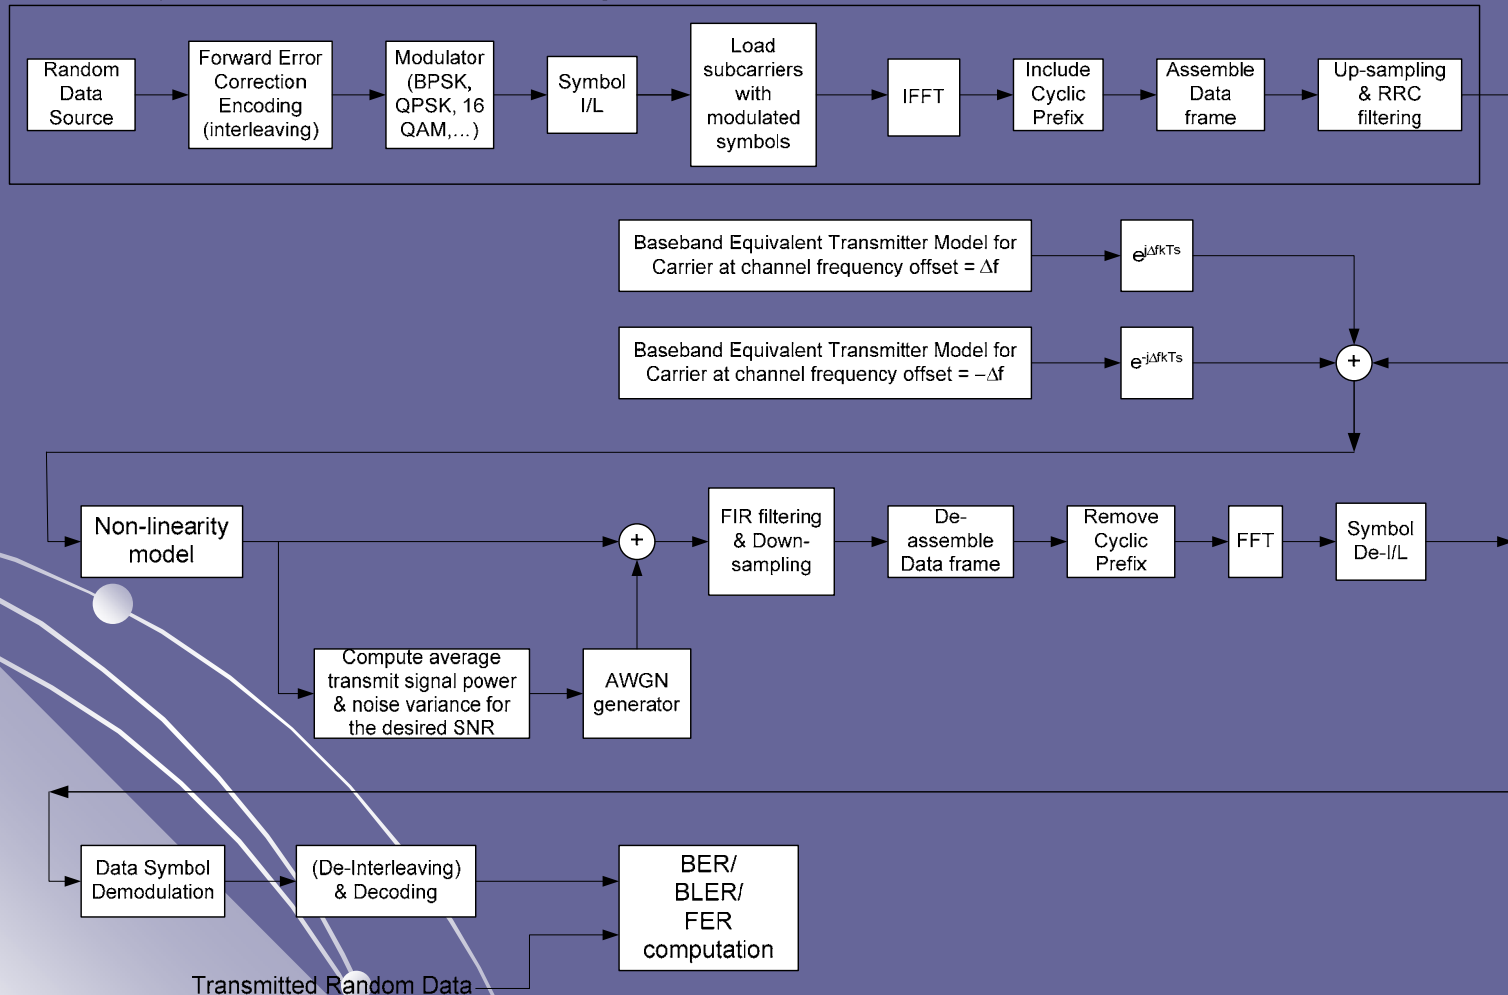 Random
Data
Source
Forward Error
Correction
Encoding
(interleaving)
Modulator
(BPSK,
QPSK, 16
QAM,...)
Symbol
I/L
Load
subcarriers
with
modulated
symbols
IFFT
Include
Cyclic
Prefix
Assemble
Data
frame
Up-sampling
& RRC
filtering
Baseband Equivalent Transmitter Model for
Carrier at channel frequency offset = Δf
e^jΔfkTs
Baseband Equivalent Transmitter Model for
Carrier at channel frequency offset = –Δf
e^-jΔfkTs
+
Non-linearity
model
+
FIR filtering
& Down-
sampling
De-
assemble
Data frame
Remove
Cyclic
Prefix
FFT
Symbol
De-I/L
Compute average
transmit signal power
& noise variance for
the desired SNR
AWGN
generator
Data Symbol
Demodulation
(De-Interleaving)
& Decoding
BER/
BLER/
FER
computation
Transmitted Random Data